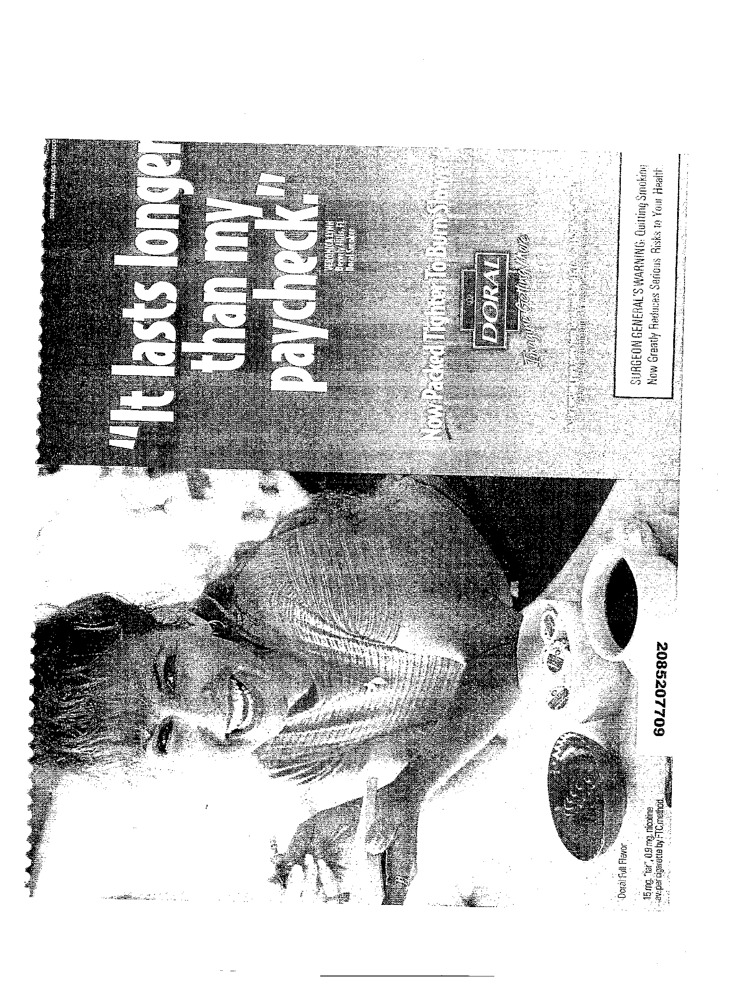 "It lasts longer
than my
paycheck."
Now Packed Tighter To Burn Slower
DORAL
SURGEON GENERAL'S WARNING: Quitting Smoking
Now Greatly Reduces Serious Risks to Your Health
Doral Full Flavor
15 mg. "tar", 0.9 mg. nicotine
av. per cigarette by FTC method.
2085207709